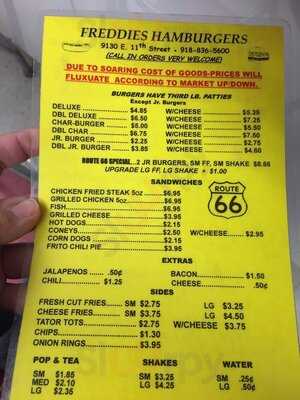 FREDDIES HAMBURGERS
9130 E. 11th Street - 918-836-5600
(CALL IN ORDERS VERY WELCOME!)
DUE TO SOARING COST OF GOODS-PRICES WILL
FLUXUATE ACCORDING TO MARKET UP/DOWN.
BURGERS HAVE THIRD LG. PATTIES
Except Jr. Burgers
DELUXE $4.85 W/CHEESE $5.35
DBL DELUXE $6.50 W/CHEESE $7.25
CHAR-BURGER $5.00 W/CHEESE $5.50
DBL CHAR $6.75 W/CHEESE $7.50
JR. BURGER $2.25 W/CHEESE $2.75
DBL JR. BURGER $3.85 W/CHEESE $4.60
ROUTE 66 SPECIAL...2 JR BURGERS, SM FF, SM SHAKE $8.66
UPGRADE LG FF, LG SHAKE + $1.00
SANDWICHES
CHICKEN FRIED STEAK 5oz $6.95
GRILLED CHICKEN 5oz $6.95
FISH $6.95
GRILLED CHEESE $3.95
HOT DOGS $2.15
CONEYS $2.50 W/CHEESE $2.95
CORN DOGS $2.15
FRITO CHILI PIE $3.95
ROUTE
66
EXTRAS
JALAPENOS .50¢ BACON $1.50
CHILI $1.25 CHEESE .50¢
SIDES
FRESH CUT FRIES SM $2.75 LG $3.25
CHEESE FRIES SM $3.75 LG $4.50
TATOR TOTS $2.75 W/CHEESE $3.75
CHIPS $1.30
ONION RINGS $3.95
POP & TEA SHAKES WATER
SM $1.85 SM $3.25 SM .25¢
MED $2.10 LG $4.25 LG .50¢
LG $2.35